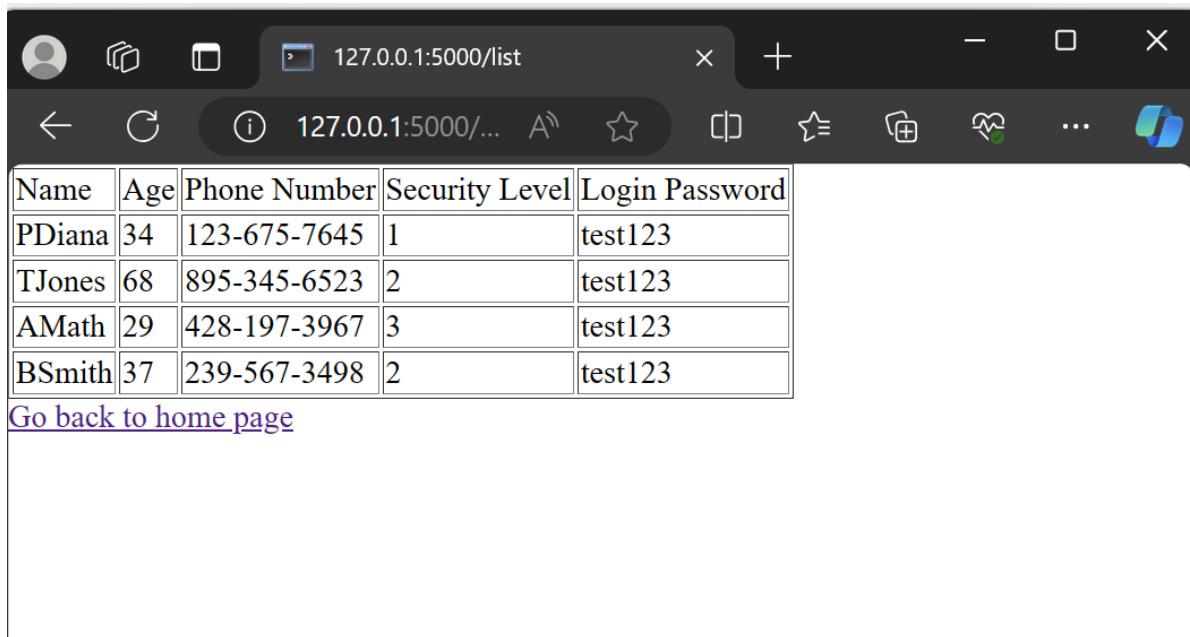 127.0.0.1:5000/list
127.0.0.1:5000/...
Name Age Phone Number Security Level Login Password
PDiana 34 123-675-7645 1 test123
TJones 68 895-345-6523 2 test123
AMath 29 428-197-3967 3 test123
BSmith 37 239-567-3498 2 test123
Go back to home page